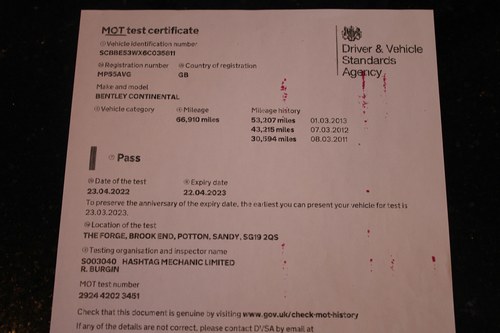 MOT test certificate
Driver & Vehicle
Standards
Agency
Vehicle identification number
SCBBE53WX6C035011
Registration number Country of registration
MP55AVG GB
Make and model
BENTLEY CONTINENTAL
Vehicle category Mileage Mileage history
66,910 miles 53,207 miles 01.03.2013
43,215 miles 07.03.2012
30,594 miles 08.03.2011
Pass
Date of the test Expiry date
23.04.2022 22.04.2023
To preserve the anniversary of the expiry date, the earliest you can present your vehicle for test is
23.03.2023.
Location of the test
THE FORGE, BROOK END, POTTON, SANDY, SG19 2QS
Testing organisation and inspector name
S003040 HASHTAG MECHANIC LIMITED
R. BURGIN
MOT test number
2924 4202 3451
Check that this document is genuine by visiting www.gov.uk/check-mot-history
If any of the details are not correct, please contact DVSA by email at